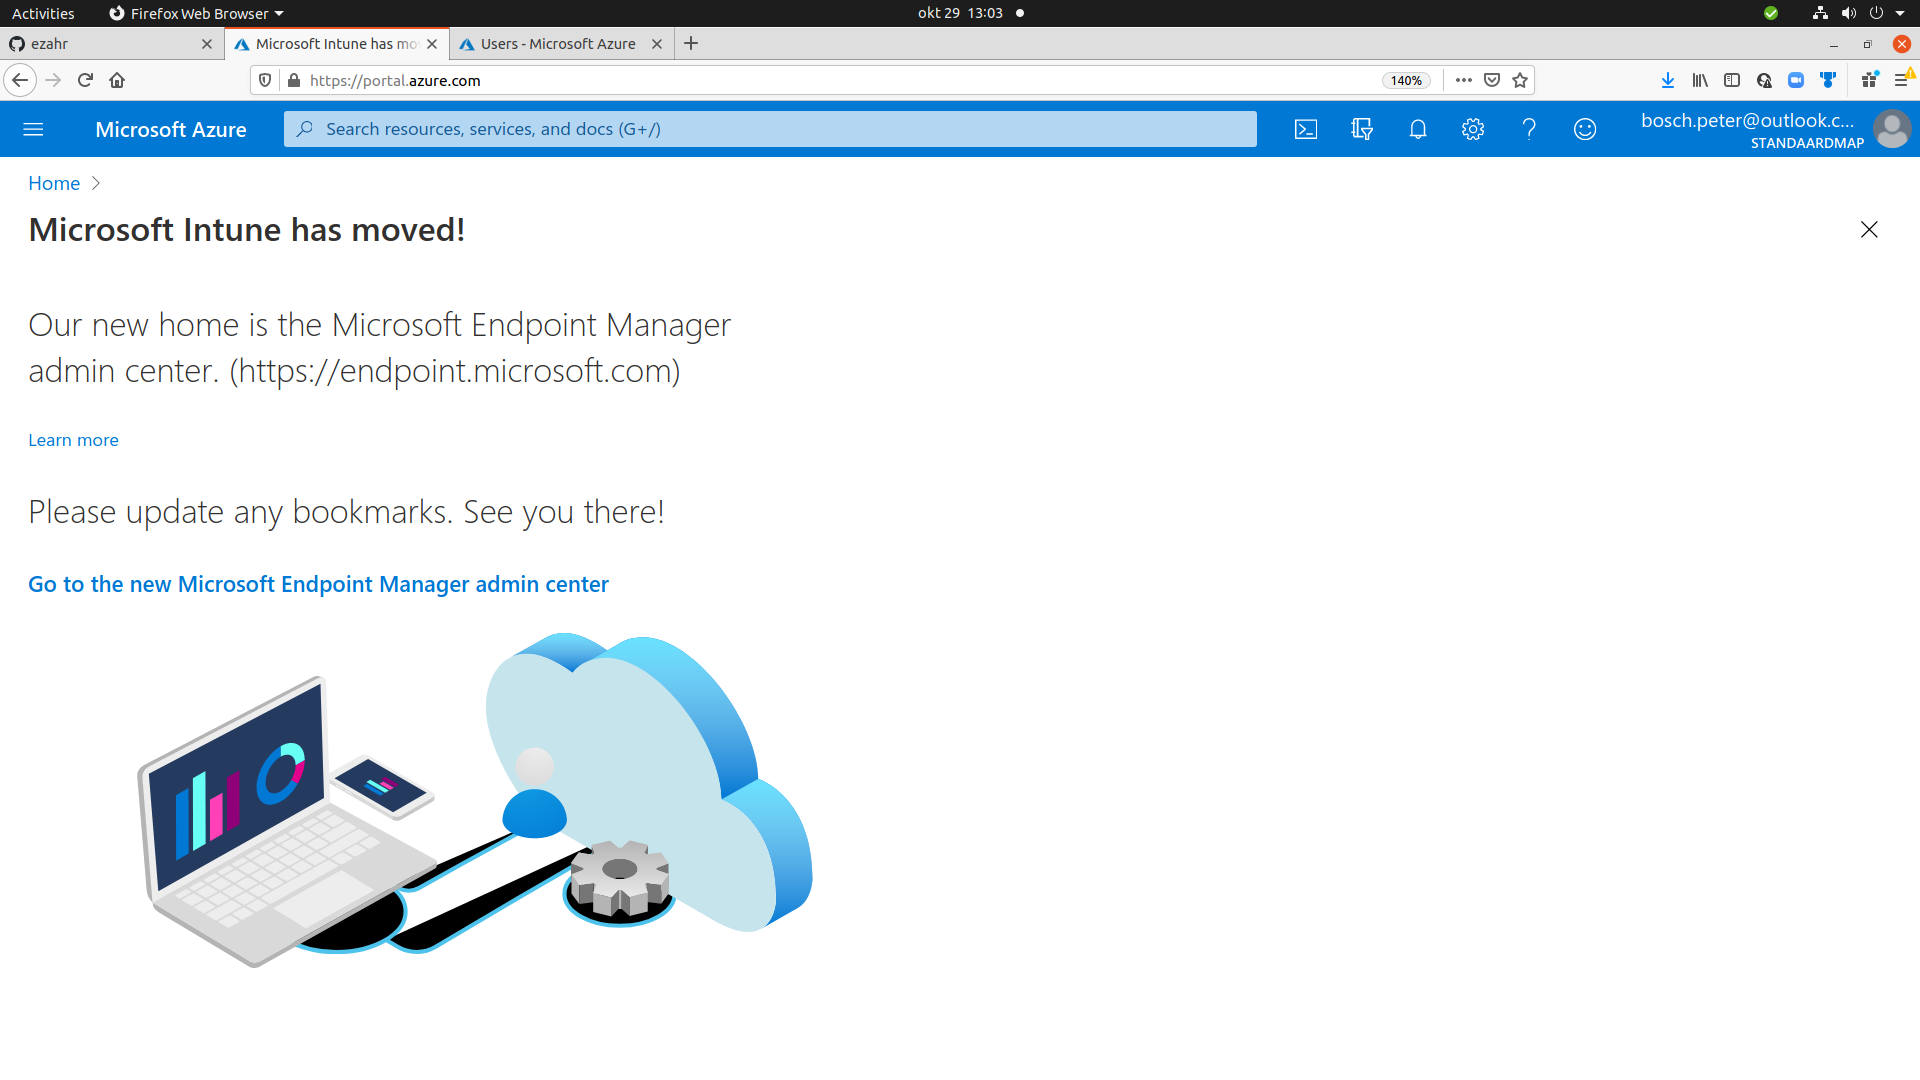 Activities
Firefox Web Browser
okt 29 13:03
ezahr
Microsoft Intune has mo
Users - Microsoft Azure
https://portal.azure.com
140%
Microsoft Azure
Search resources, services, and docs (G+/)
bosch.peter@outlook.c...
STANDAARDMAP
Home
Microsoft Intune has moved!
Our new home is the Microsoft Endpoint Manager
admin center. (https://endpoint.microsoft.com)
Learn more
Please update any bookmarks. See you there!
Go to the new Microsoft Endpoint Manager admin center